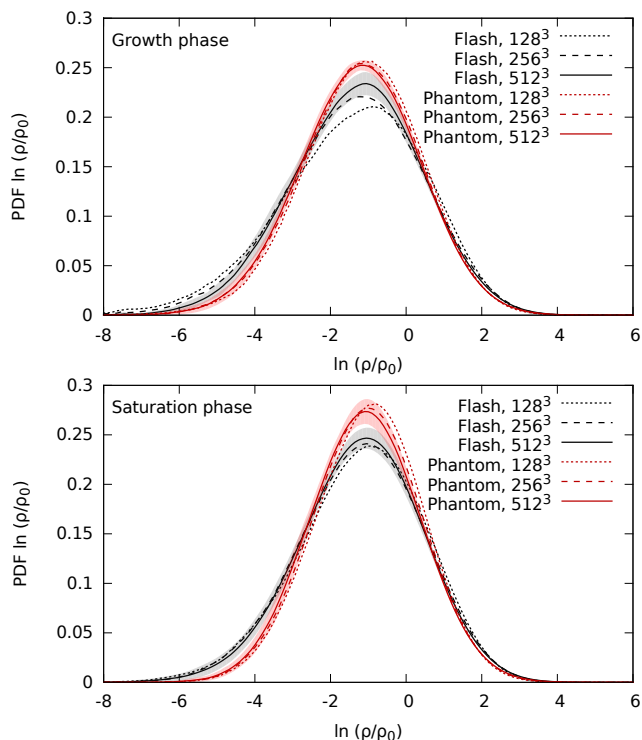 Growth phase
Flash, 128³
Flash, 256³
Flash, 512³
Phantom, 128³
Phantom, 256³
Phantom, 512³
PDF ln (ρ/ρ₀)
0.3
0.25
0.2
0.15
0.1
0.05
0
-8 -6 -4 -2 0 2 4 6
ln (ρ/ρ₀)
Saturation phase
Flash, 128³
Flash, 256³
Flash, 512³
Phantom, 128³
Phantom, 256³
Phantom, 512³
PDF ln (ρ/ρ₀)
0.3
0.25
0.2
0.15
0.1
0.05
0
-8 -6 -4 -2 0 2 4 6
ln (ρ/ρ₀)